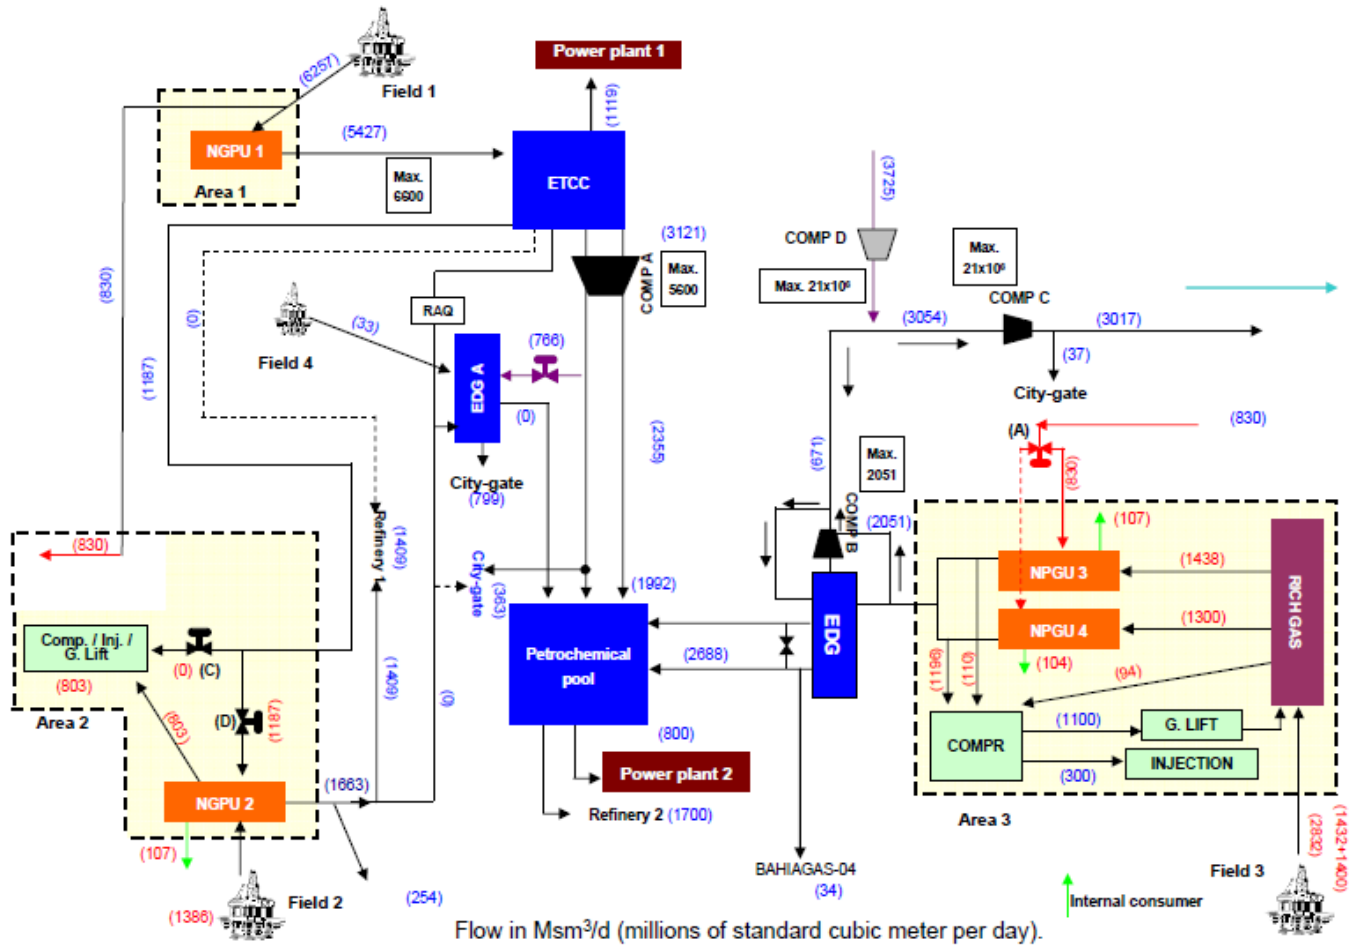 Power plant 1
(6257)
Field 1
(1119)
(5427)
NGPU 1
Max.
6600
ETCC
Area 1
(3725)
(3121)
COMP D
Max.
21x10⁶
COMP A
Max.
5600
Max. 21x10⁶
COMP C
(830)
(0)
RAQ
(33)
(766)
(3054)
(3017)
Field 4
(37)
(1187)
EDG A
(0)
City-gate
(2355)
(1679)
Max.
2051
(A)
(830)
(830)
City-gate
(799)
COMP B
(2051)
(107)
Refinery 1
(1409)
(830)
City-gate
(363)
(1992)
NPGU 3
(1438)
RICH GAS
Comp. / Inj. /
G. Lift
EDG
NPGU 4
(1300)
(0)
(C)
Petrochemical
pool
(2688)
(1196)
(110)
(104)
(94)
(803)
Area 2
(D)
(1187)
(1409)
(0)
(803)
(800)
COMPR
(1100)
G. LIFT
(300)
INJECTION
NGPU 2
(1663)
Power plant 2
Refinery 2 (1700)
Area 3
(107)
BAHIAGAS-04
(34)
Field 3
(2832)
(1432+1400)
(1386)
Field 2
(254)
Internal consumer
Flow in Msm³/d (millions of standard cubic meter per day).